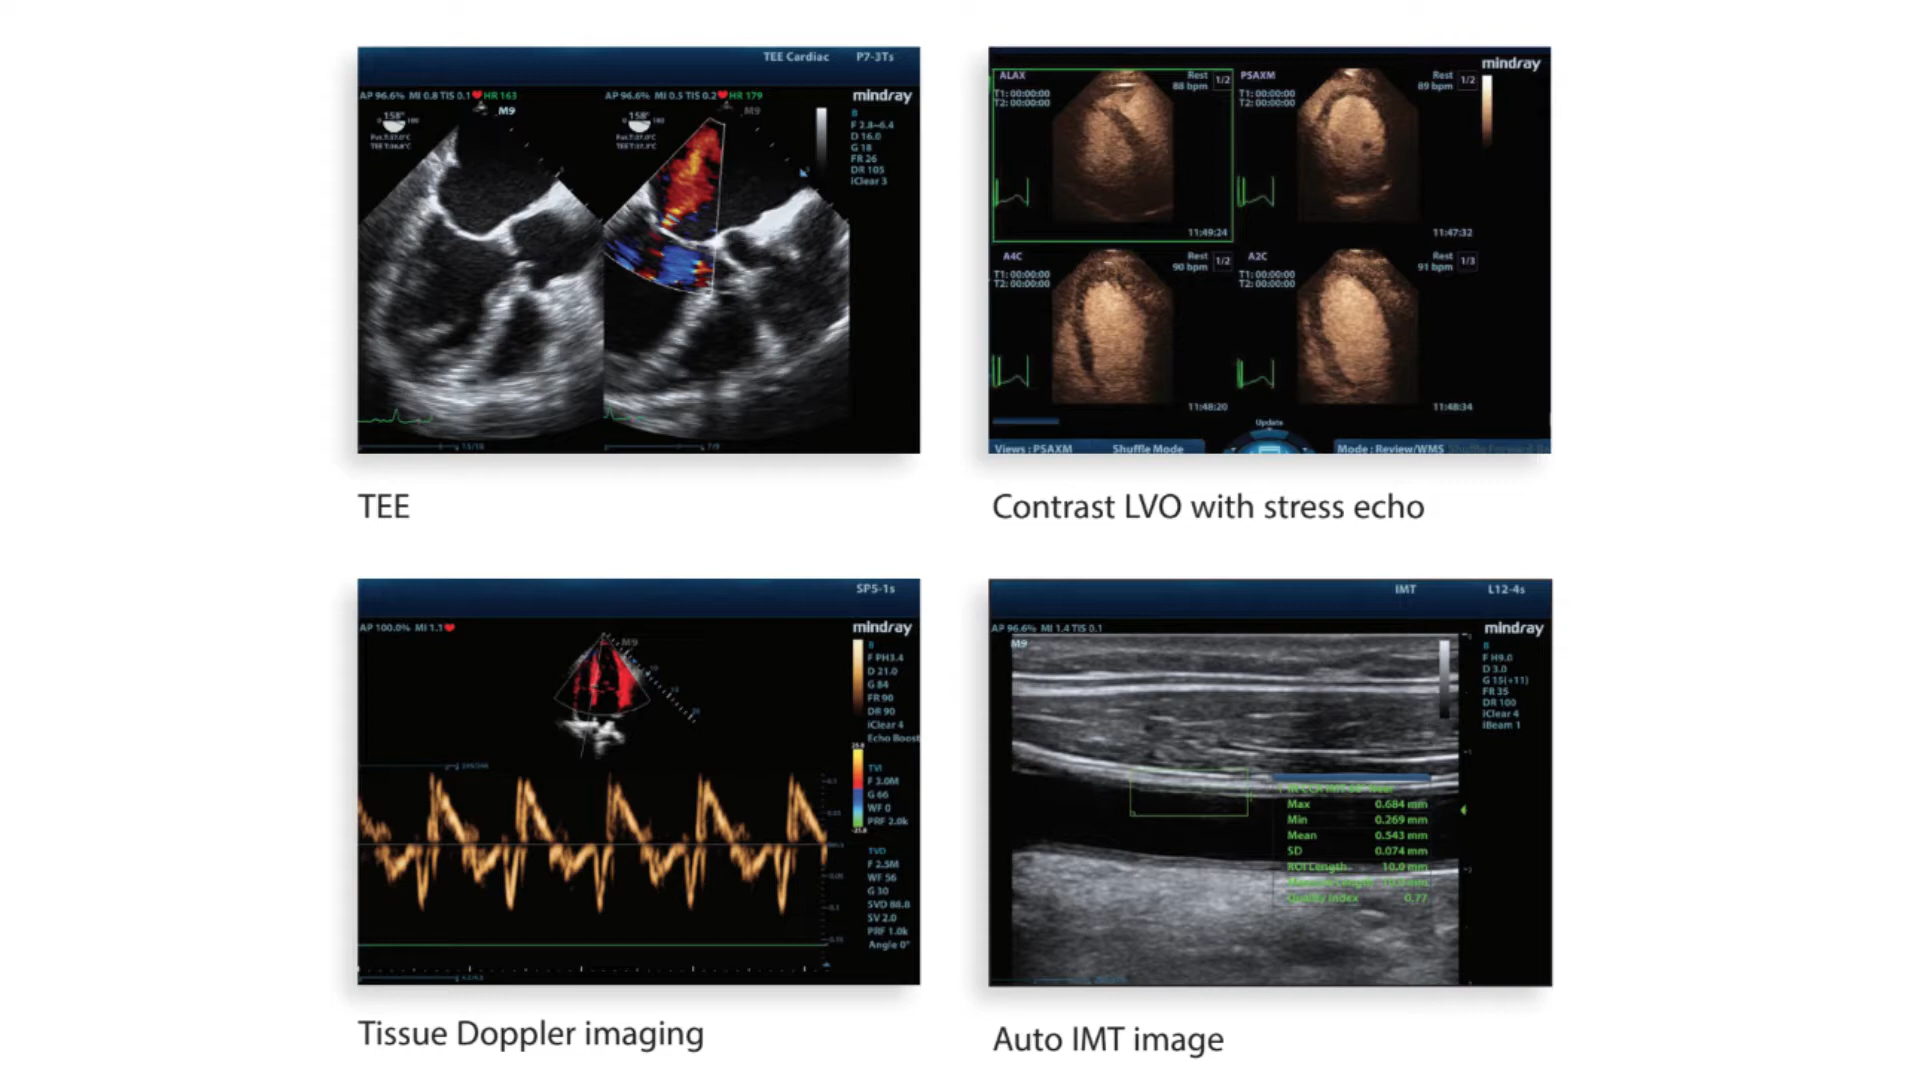 TEE Cardiac P7-3Ts
AP 96.6% MI 0.8 TIS 0.1 HR 163
AP 96.6% MI 0.5 TIS 0.2 HR 179
mindray
M9
M9
158°
158°
B
F 2.8-6.4
D 16.0
G 18
FR 26
DR 105
iClear 3
TEE
mindray
ALAX
Rest 1/2
88 bpm
T1: 00:00:00
T2: 00:00:00
11:49:24
PSAXM
Rest 1/2
89 bpm
T1: 00:00:00
T2: 00:00:00
11:47:32
A4C
Rest 1/2
90 bpm
T1: 00:00:00
T2: 00:00:00
11:48:20
A2C
Rest 1/3
91 bpm
T1: 00:00:00
T2: 00:00:00
11:48:34
Update
Views : PSAXM Shuffle Mode Mode : Review/WMS
Contrast LVO with stress echo
SP5-1s
AP 100.0% MI 1.1
mindray
M9
B
F PH3.4
D 21.0
G 84
FR 90
DR 90
iClear 4
Echo Boost
TVI
F 3.0M
G 66
WF 0
PRF 2.0k
TVD
F 2.5M
WF 56
G 30
SVD 88.8
SV 2.0
PRF 1.0k
Angle 0°
Tissue Doppler imaging
IMT L12-4s
AP 96.6% MI 1.4 TIS 0.1
mindray
M9
B
F H9.0
D 3.0
G 15(+11)
FR 35
DR 100
iClear 4
iBeam 1
Max 0.684 mm
Min 0.269 mm
Mean 0.543 mm
SD 0.074 mm
ROI Length 10.0 mm
Quality Index 0.77
Auto IMT image